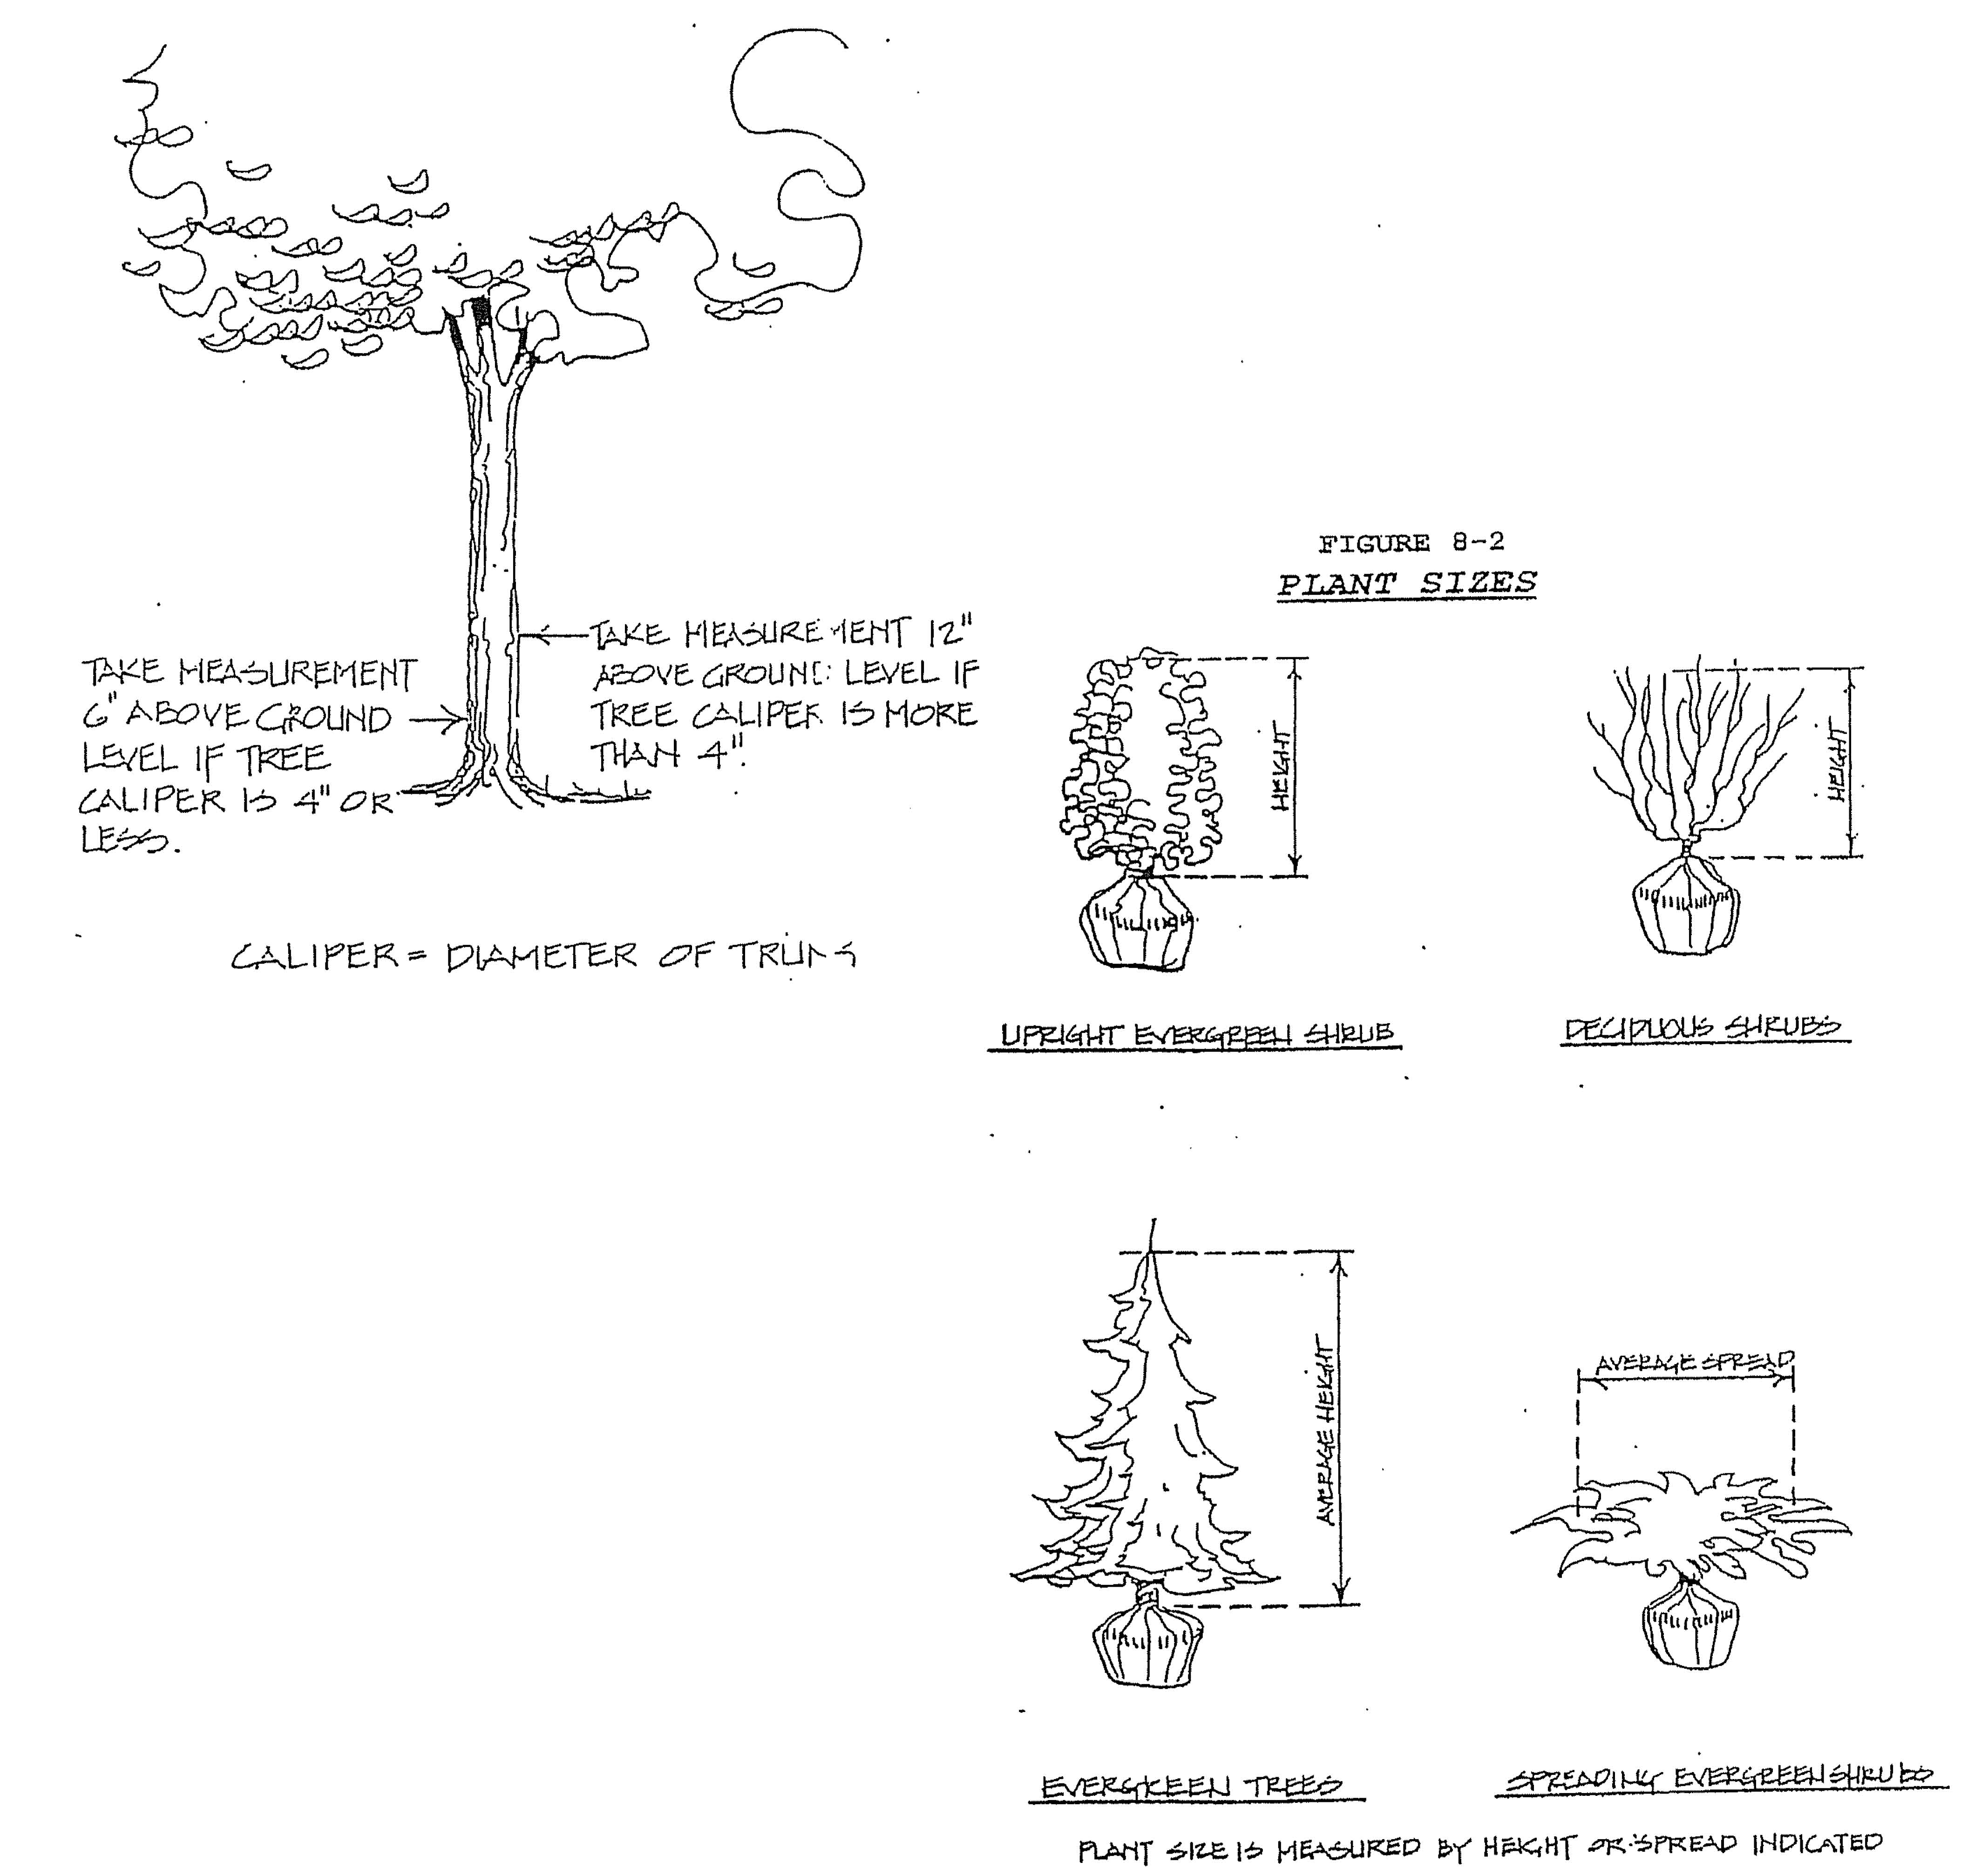 FIGURE 8-2
PLANT SIZES
TAKE MEASUREMENT
6" ABOVE GROUND
LEVEL IF TREE
CALIPER IS 4" OR
LESS.
TAKE MEASUREMENT 12"
ABOVE GROUND LEVEL IF
TREE CALIPER IS MORE
THAN 4".
CALIPER = DIAMETER OF TRUNK
HEIGHT
UPRIGHT EVERGREEN SHRUB
HEIGHT
DECIDUOUS SHRUBS
AVERAGE HEIGHT
EVERGREEN TREES
AVERAGE SPREAD
SPREADING EVERGREEN SHRUBS
PLANT SIZE IS MEASURED BY HEIGHT OR SPREAD INDICATED